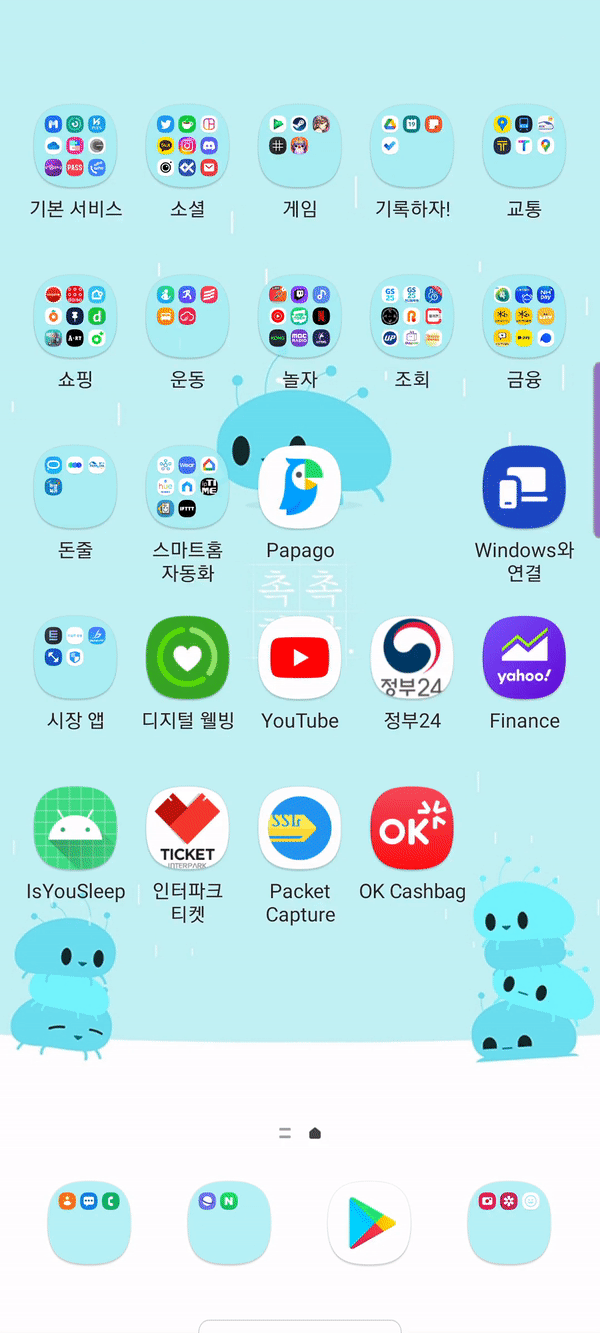 기본 서비스
소셜
게임
기록하자!
교통
쇼핑
운동
놀자
조회
금융
돈줄
스마트홈
자동화
Papago
Windows와
연결
촉촉
시장 앱
디지털 웰빙
YouTube
정부24
정부24
yahoo!
Finance
IsYouSleep
TICKET
INTERPARK
인터파크
티켓
SSG
Packet
Capture
OK
OK Cashbag